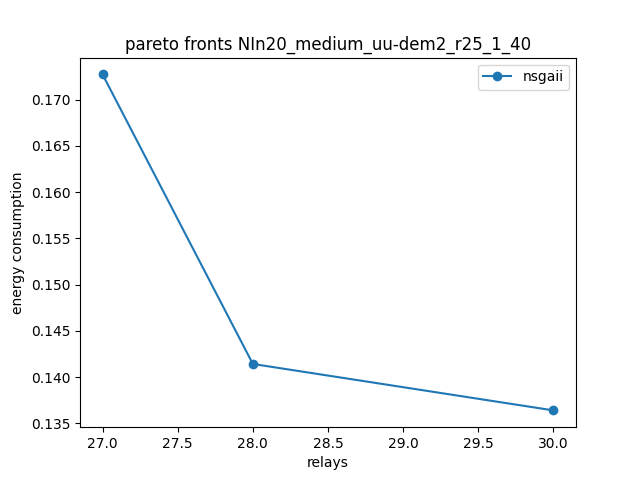 pareto fronts NIn20_medium_uu-dem2_r25_1_40
nsgaii
energy consumption
0.170
0.165
0.160
0.155
0.150
0.145
0.140
0.135
27.0 27.5 28.0 28.5 29.0 29.5 30.0
relays